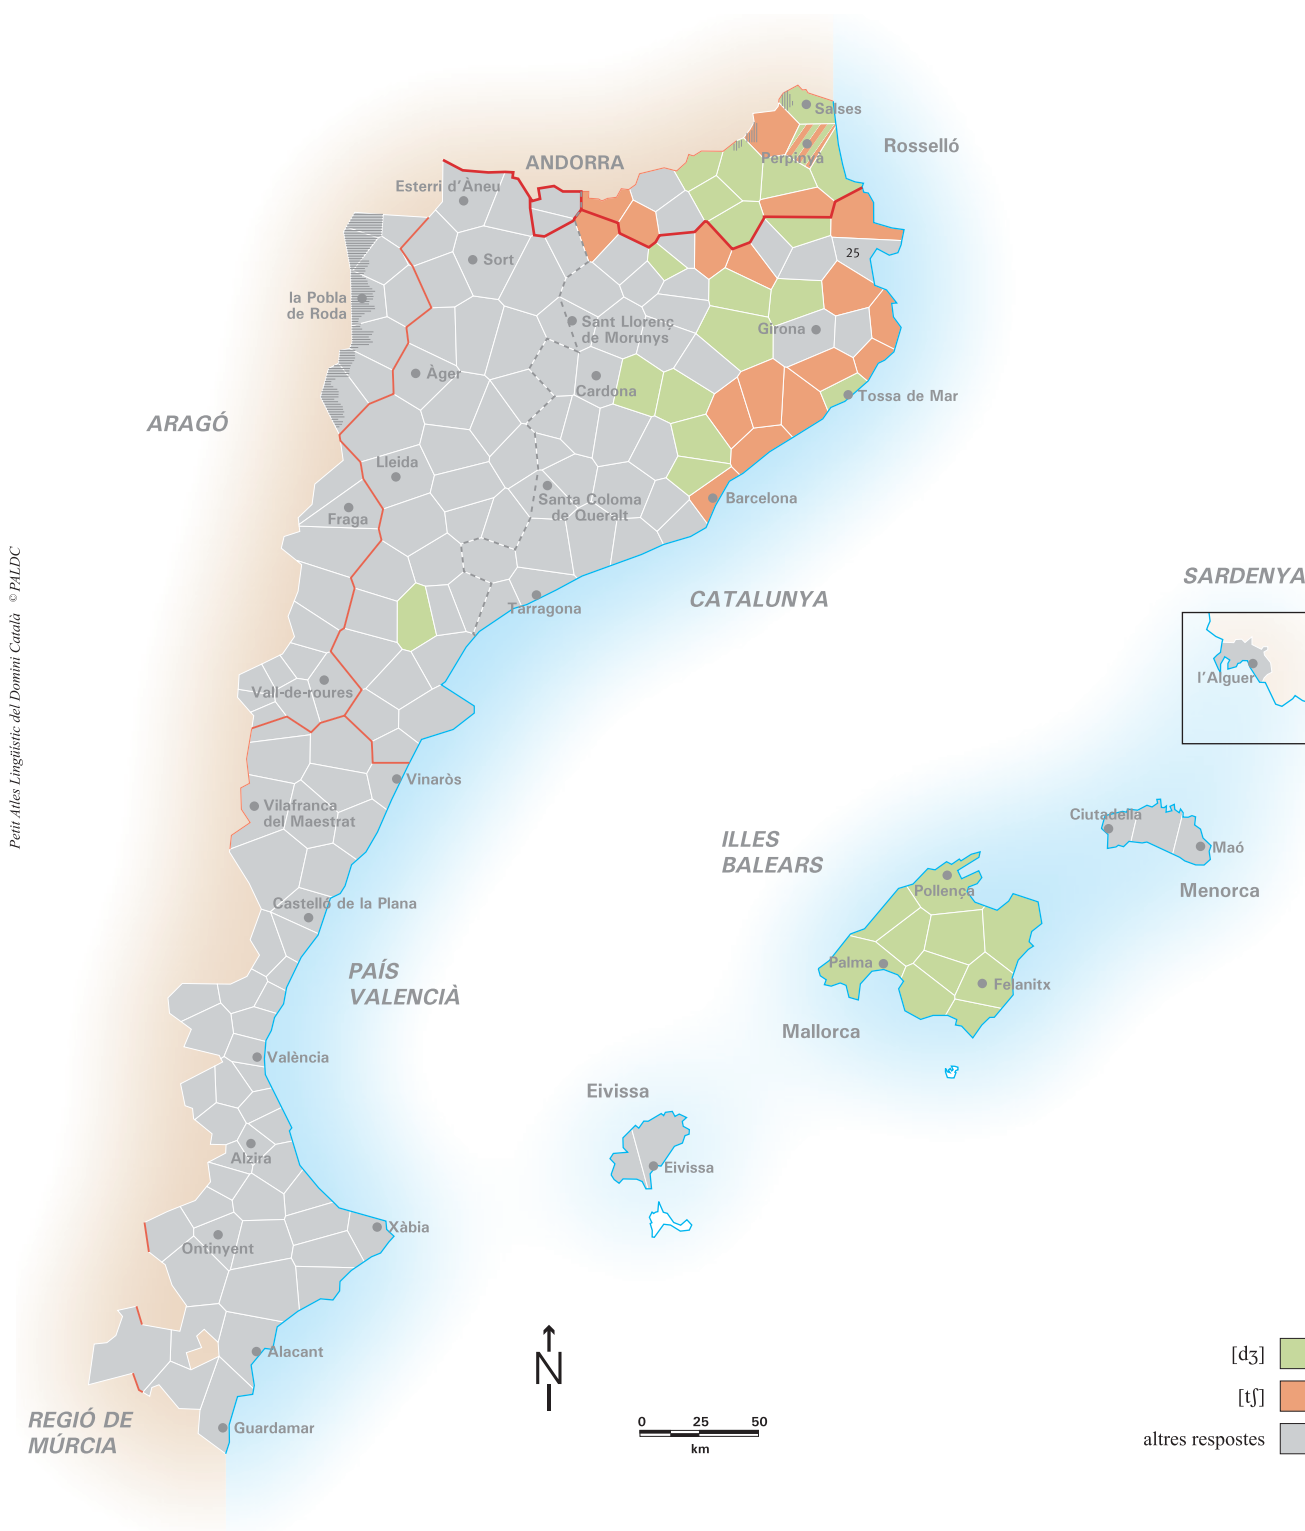 Salses
Rosselló
Perpinyà
ANDORRA
Esterri d'Àneu
25
Sort
la Pobla
de Roda
Sant Llorenç
de Morunys
Girona
Àger
Cardona
Tossa de Mar
ARAGÓ
Lleida
Santa Coloma
de Queralt
Barcelona
Fraga
Petit Atles Lingüístic del Domini Català © PALDC
SARDENYA
CATALUNYA
Tarragona
l'Alguer
Vall-de-roures
Vinaròs
Vilafranca
del Maestrat
Ciutadella
Maó
ILLES
BALEARS
Menorca
Pollença
Castelló de la Plana
Palma
Felanitx
PAÍS
VALENCIÀ
Mallorca
València
Eivissa
Alzira
Eivissa
Xàbia
Ontinyent
Alacant
N
[dʒ]
[tʃ]
altres respostes
REGIÓ DE
MÚRCIA
Guardamar
0 25 50
km